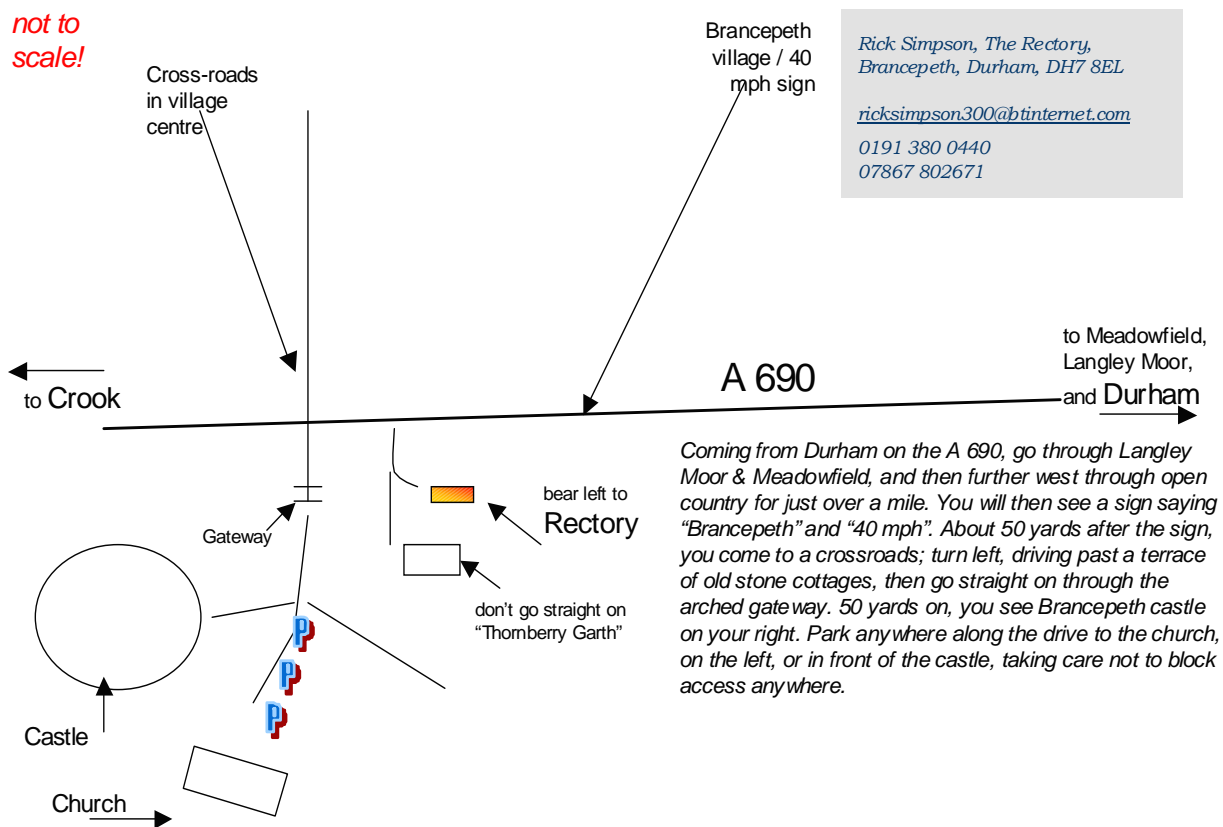 not to
scale!
Cross-roads
in village
centre
Brancepeth
village / 40
mph sign
Rick Simpson, The Rectory,
Brancepeth, Durham, DH7 8EL
ricksimpson300@btinternet.com
0191 380 0440
07867 802671
to Crook
A 690
to Meadowfield,
Langley Moor,
and Durham
Coming from Durham on the A 690, go through Langley
Moor & Meadowfield, and then further west through open
country for just over a mile. You will then see a sign saying
“Brancepeth” and “40 mph”. About 50 yards after the sign,
you come to a crossroads; turn left, driving past a terrace
of old stone cottages, then go straight on through the
arched gateway. 50 yards on, you see Brancepeth castle
on your right. Park anywhere along the drive to the church,
on the left, or in front of the castle, taking care not to block
access anywhere.
bear left to
Rectory
Gateway
don’t go straight on
“Thornberry Garth”
P
P
P
Castle
Church